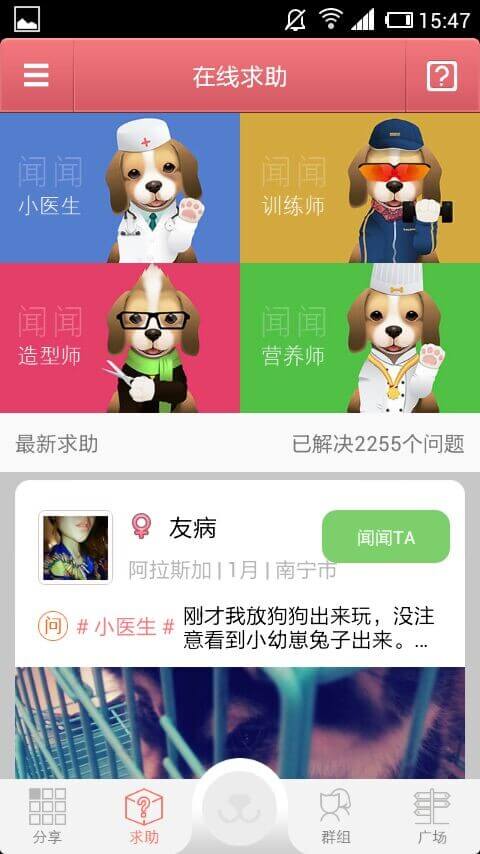 15:47
在线求助
闻闻
小医生
闻闻
训练师
闻闻
造型师
闻闻
营养师
最新求助
已解决2255个问题
友病
闻闻TA
阿拉斯加 | 1月 | 南宁市
问
# 小医生 #
刚才我放狗狗出来玩，没注
意看到小幼崽兔子出来。...
分享
求助
群组
广场